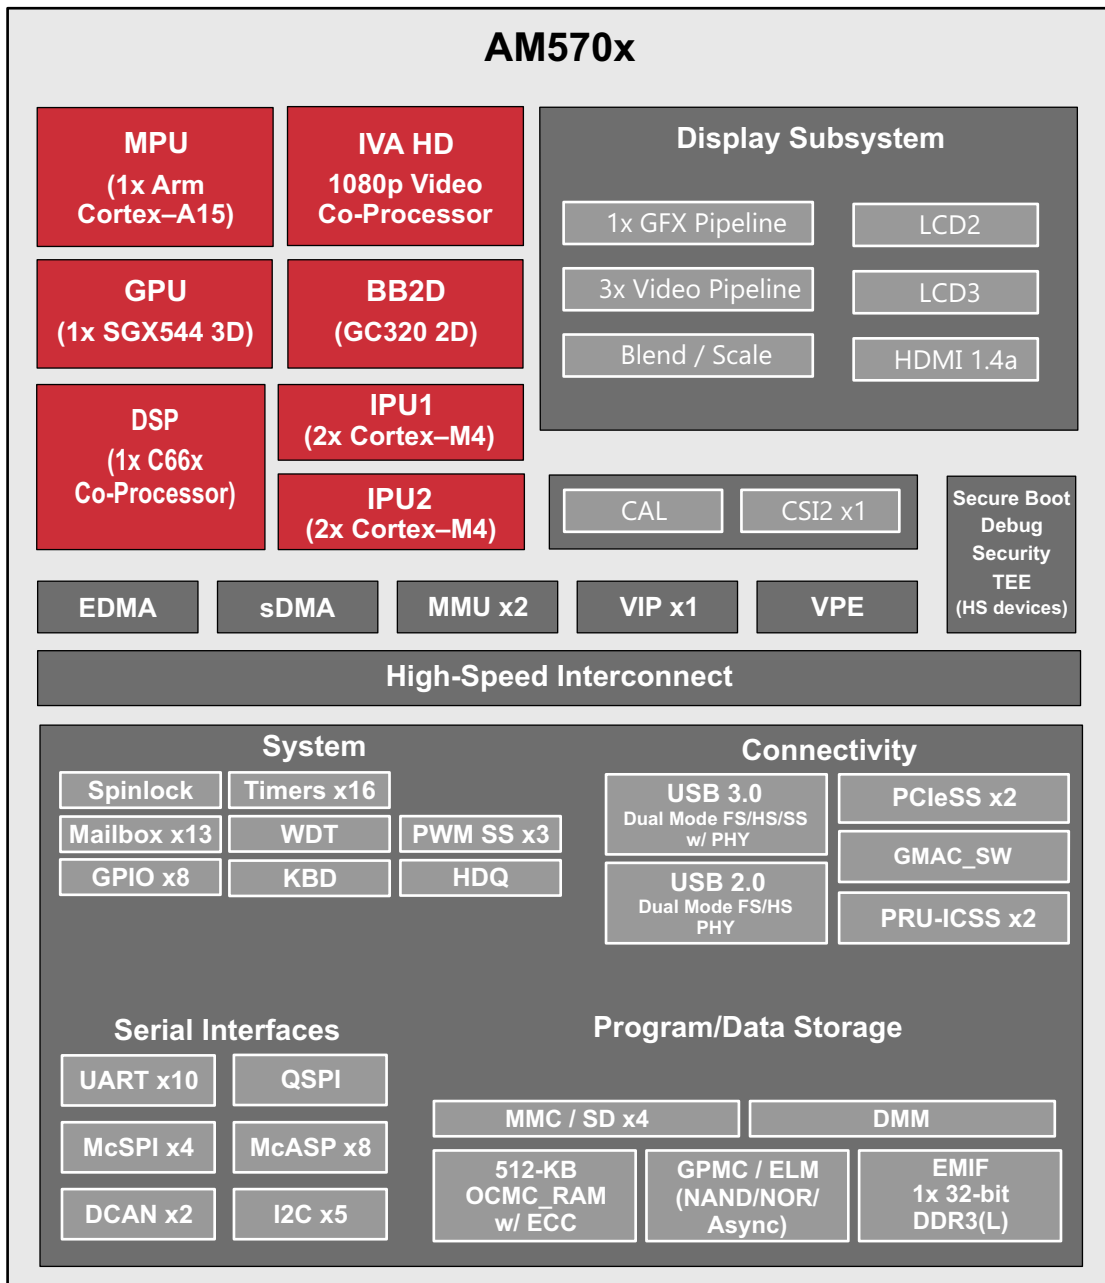 AM570x
MPU
(1x Arm
Cortex–A15)
IVA HD
1080p Video
Co-Processor
GPU
(1x SGX544 3D)
BB2D
(GC320 2D)
DSP
(1x C66x
Co-Processor)
IPU1
(2x Cortex–M4)
IPU2
(2x Cortex–M4)
Display Subsystem
1x GFX Pipeline
LCD2
3x Video Pipeline
LCD3
Blend / Scale
HDMI 1.4a
CAL
CSI2 x1
Secure Boot
Debug
Security
TEE
(HS devices)
EDMA
sDMA
MMU x2
VIP x1
VPE
High-Speed Interconnect
System
Spinlock
Timers x16
Mailbox x13
WDT
PWM SS x3
GPIO x8
KBD
HDQ
Connectivity
USB 3.0
Dual Mode FS/HS/SS
w/ PHY
PCIeSS x2
GMAC_SW
USB 2.0
Dual Mode FS/HS
PHY
PRU-ICSS x2
Serial Interfaces
UART x10
QSPI
McSPI x4
McASP x8
DCAN x2
I2C x5
Program/Data Storage
MMC / SD x4
DMM
512-KB
OCMC_RAM
w/ ECC
GPMC / ELM
(NAND/NOR/
Async)
EMIF
1x 32-bit
DDR3(L)